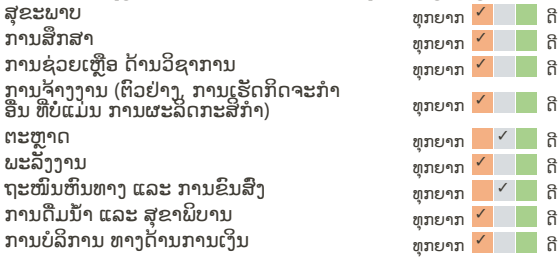 ສຸຂະພາບ ທຸກຍາກ ✓ ດີ
ການສຶກສາ ທຸກຍາກ ✓ ດີ
ການຊ່ວຍເຫຼືອ ດ້ານວິຊາການ ທຸກຍາກ ✓ ດີ
ການຈ້າງງານ (ຕົວຢ່າງ, ການເຮັດກິດຈະກຳ
ອື່ນ ທີ່ບໍ່ແມ່ນ ການຜະລິດກະສິກຳ) ທຸກຍາກ ✓ ດີ
ຕະຫຼາດ ທຸກຍາກ ✓ ດີ
ພະລັງງານ ທຸກຍາກ ✓ ດີ
ຖະໜົນຫົນທາງ ແລະ ການຂົນສົ່ງ ທຸກຍາກ ✓ ດີ
ການດື່ມນ້ຳ ແລະ ສຸຂາພິບານ ທຸກຍາກ ✓ ດີ
ການບໍລິການ ທາງດ້ານການເງິນ ທຸກຍາກ ✓ ດີ